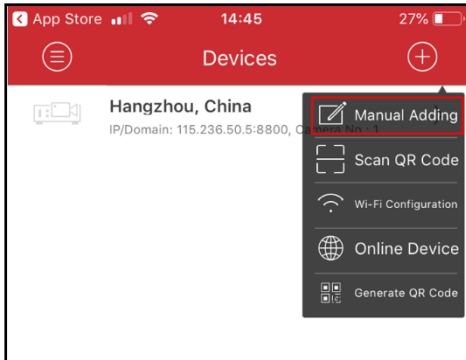 App Store 14:45 27%
Devices
Hangzhou, China
IP/Domain: 115.236.50.5:8800, Camera No.: 1
Manual Adding
Scan QR Code
Wi-Fi Configuration
Online Device
Generate QR Code